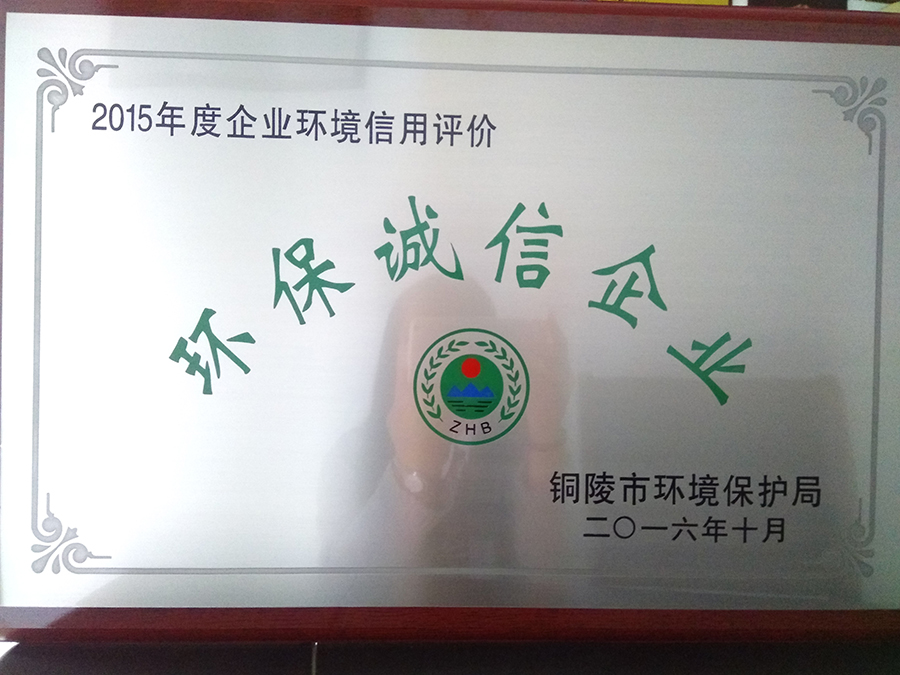 2015年度企业环境信用评价
环保诚信企业
ZHB
铜陵市环境保护局
二〇一六年十月